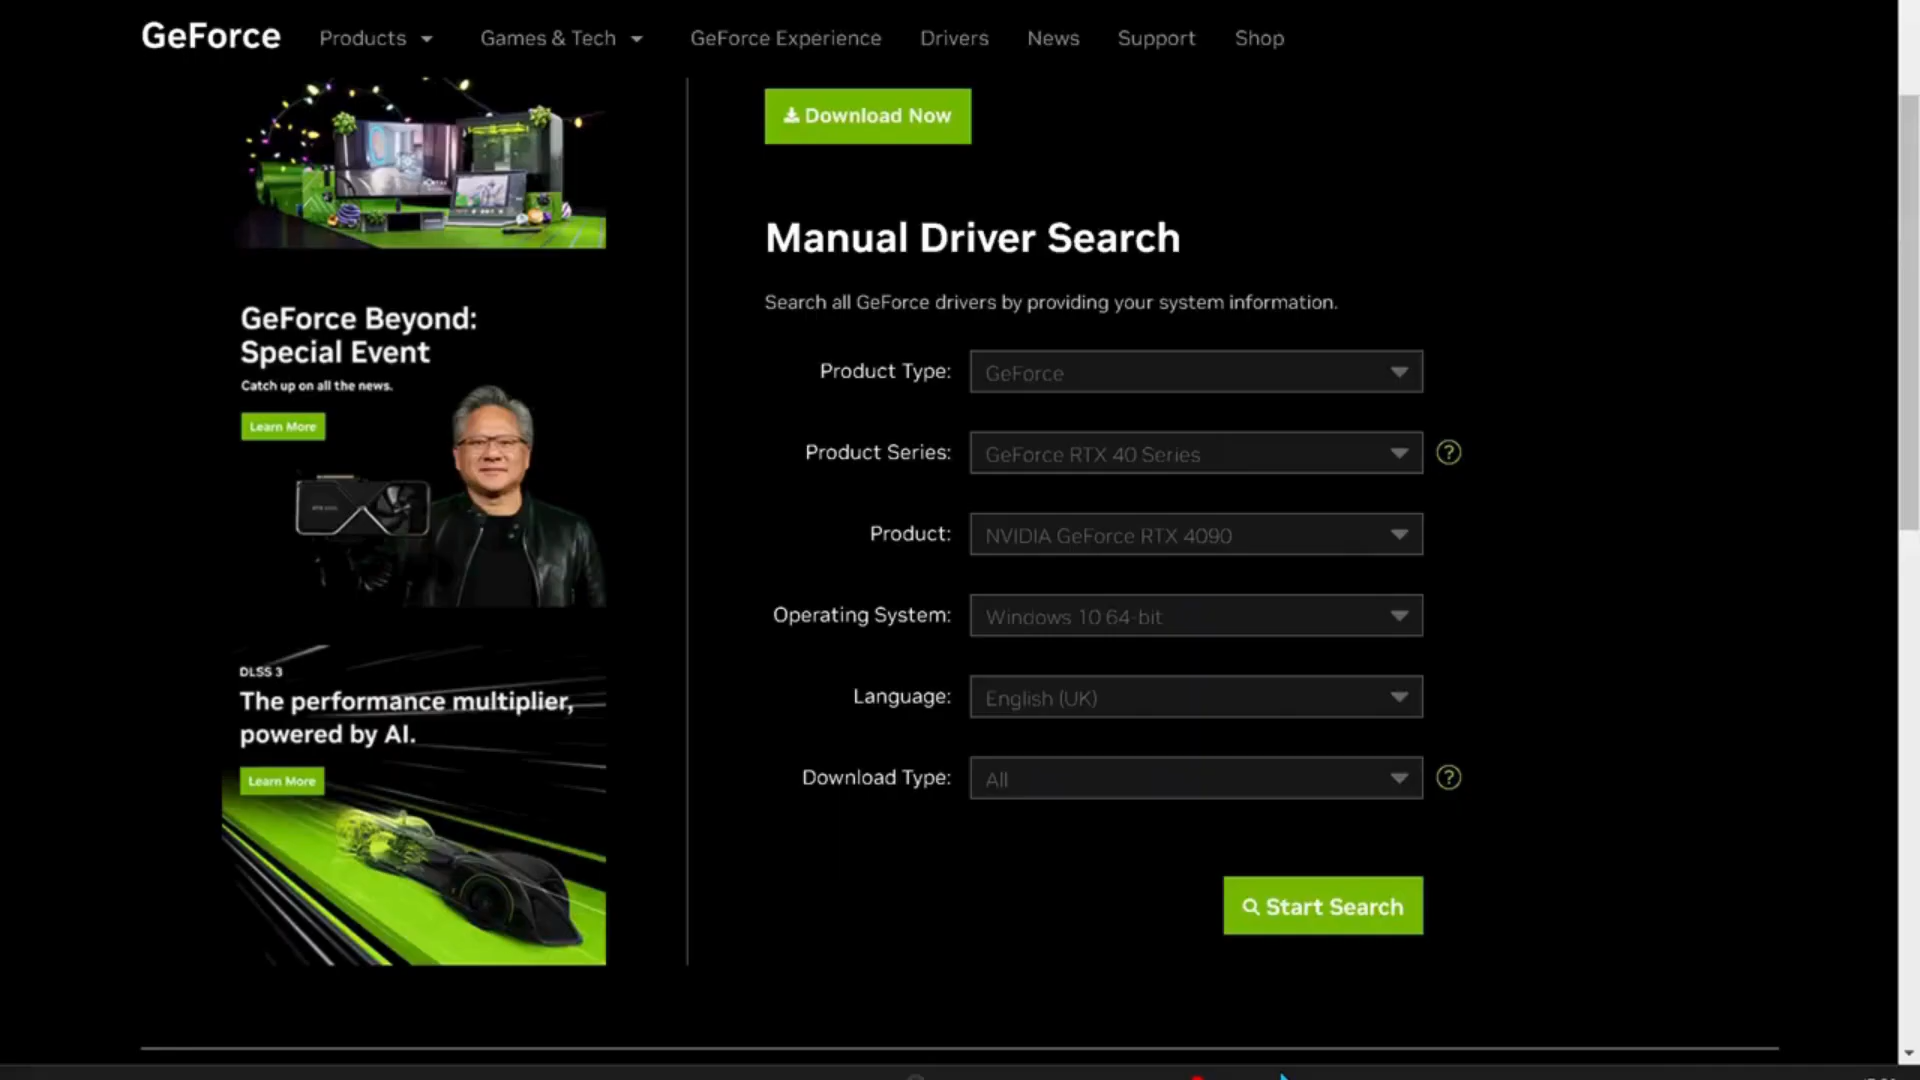 GeForce
Products
Games & Tech
GeForce Experience
Drivers
News
Support
Shop
Download Now
GeForce Beyond:
Special Event
Catch up on all the news.
Learn More
DLSS 3
The performance multiplier,
powered by AI.
Learn More
Manual Driver Search
Search all GeForce drivers by providing your system information.
Product Type: GeForce
Product Series: GeForce RTX 40 Series ?
Product: NVIDIA GeForce RTX 4090
Operating System: Windows 10 64-bit
Language: English (UK)
Download Type: All ?
Start Search